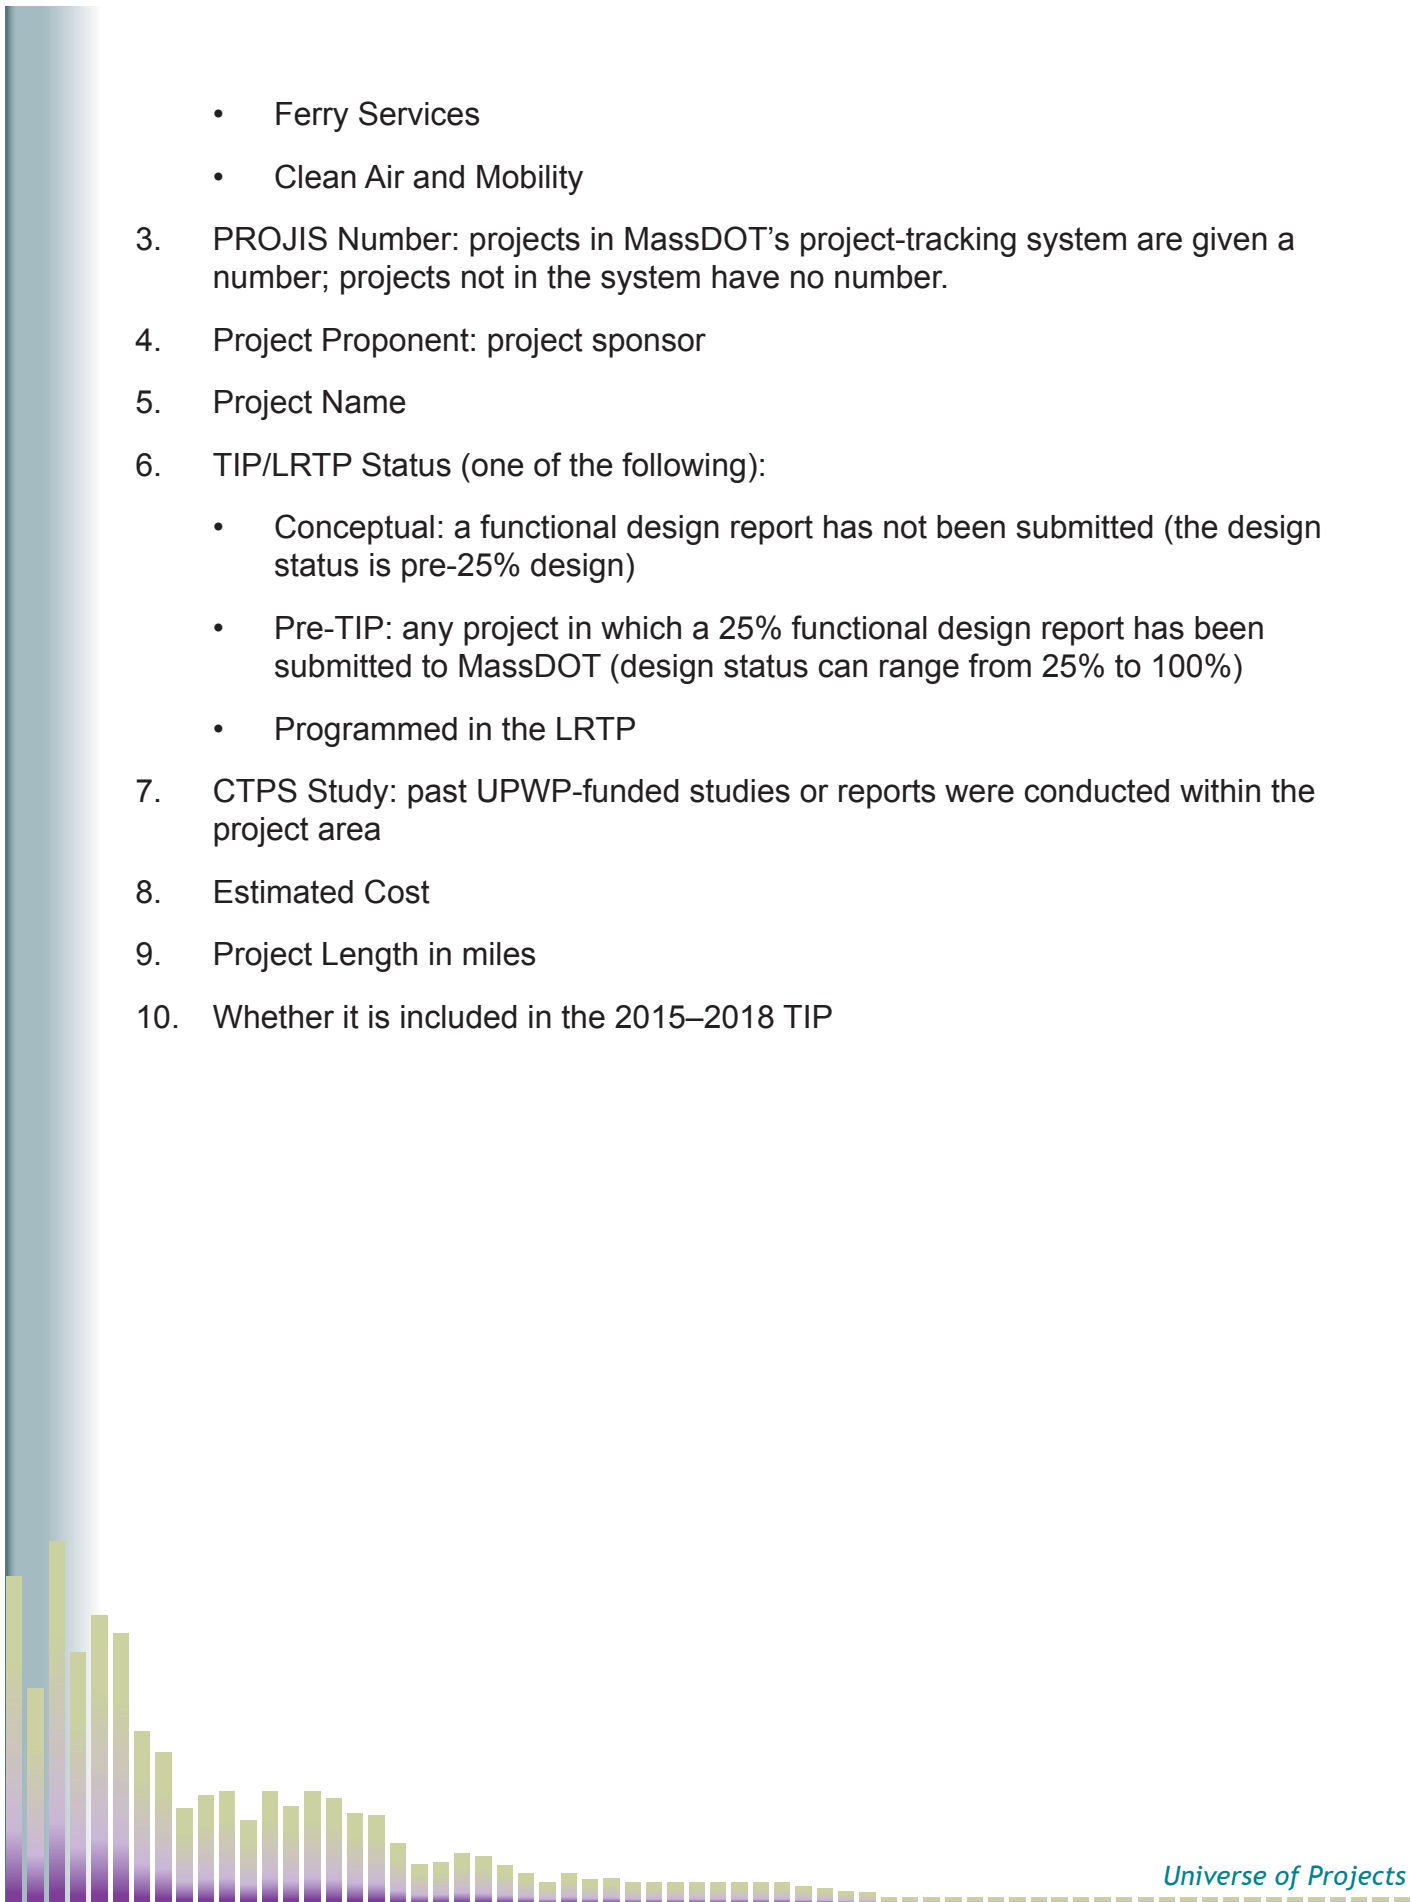 • Ferry Services
• Clean Air and Mobility
3. PROJIS Number: projects in MassDOT’s project-tracking system are given a
number; projects not in the system have no number.
4. Project Proponent: project sponsor
5. Project Name
6. TIP/LRTP Status (one of the following):
• Conceptual: a functional design report has not been submitted (the design
status is pre-25% design)
• Pre-TIP: any project in which a 25% functional design report has been
submitted to MassDOT (design status can range from 25% to 100%)
• Programmed in the LRTP
7. CTPS Study: past UPWP-funded studies or reports were conducted within the
project area
8. Estimated Cost
9. Project Length in miles
10. Whether it is included in the 2015–2018 TIP
Universe of Projects